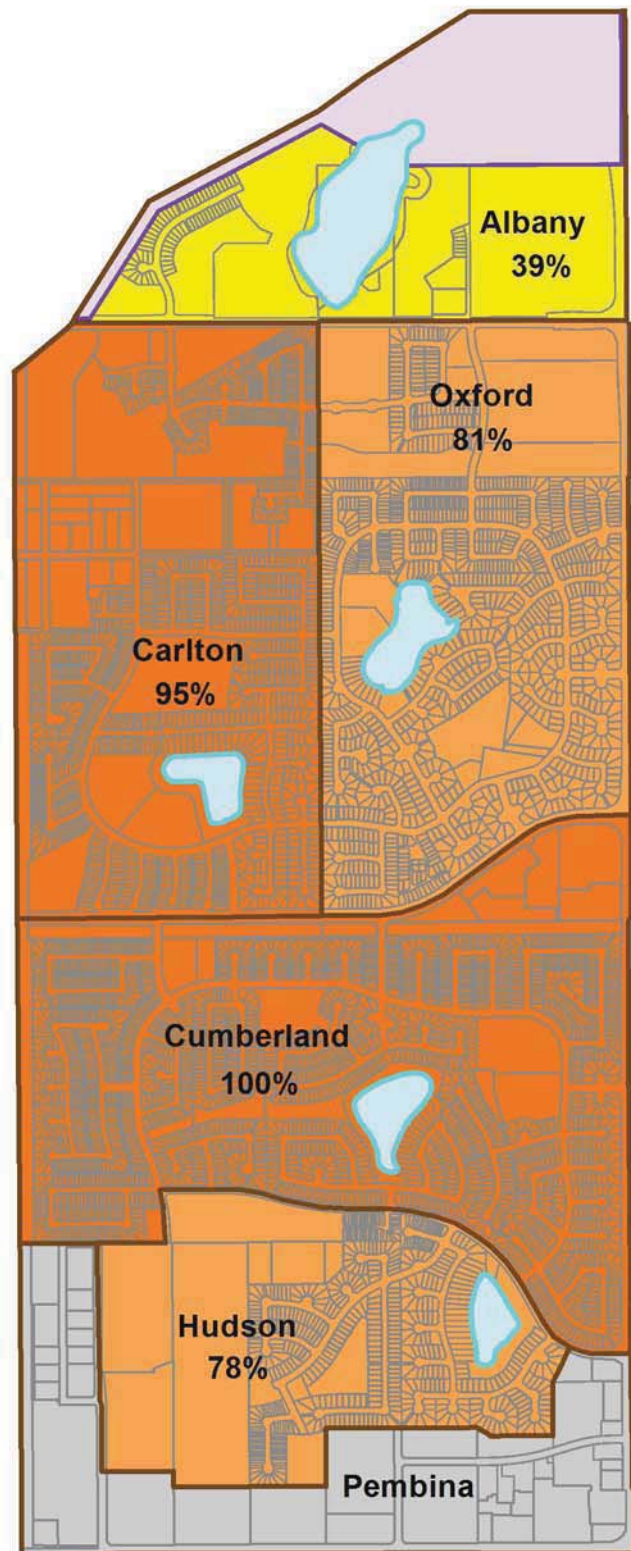 Albany
39%
Oxford
81%
Carlton
95%
Cumberland
100%
Hudson
78%
Pembina